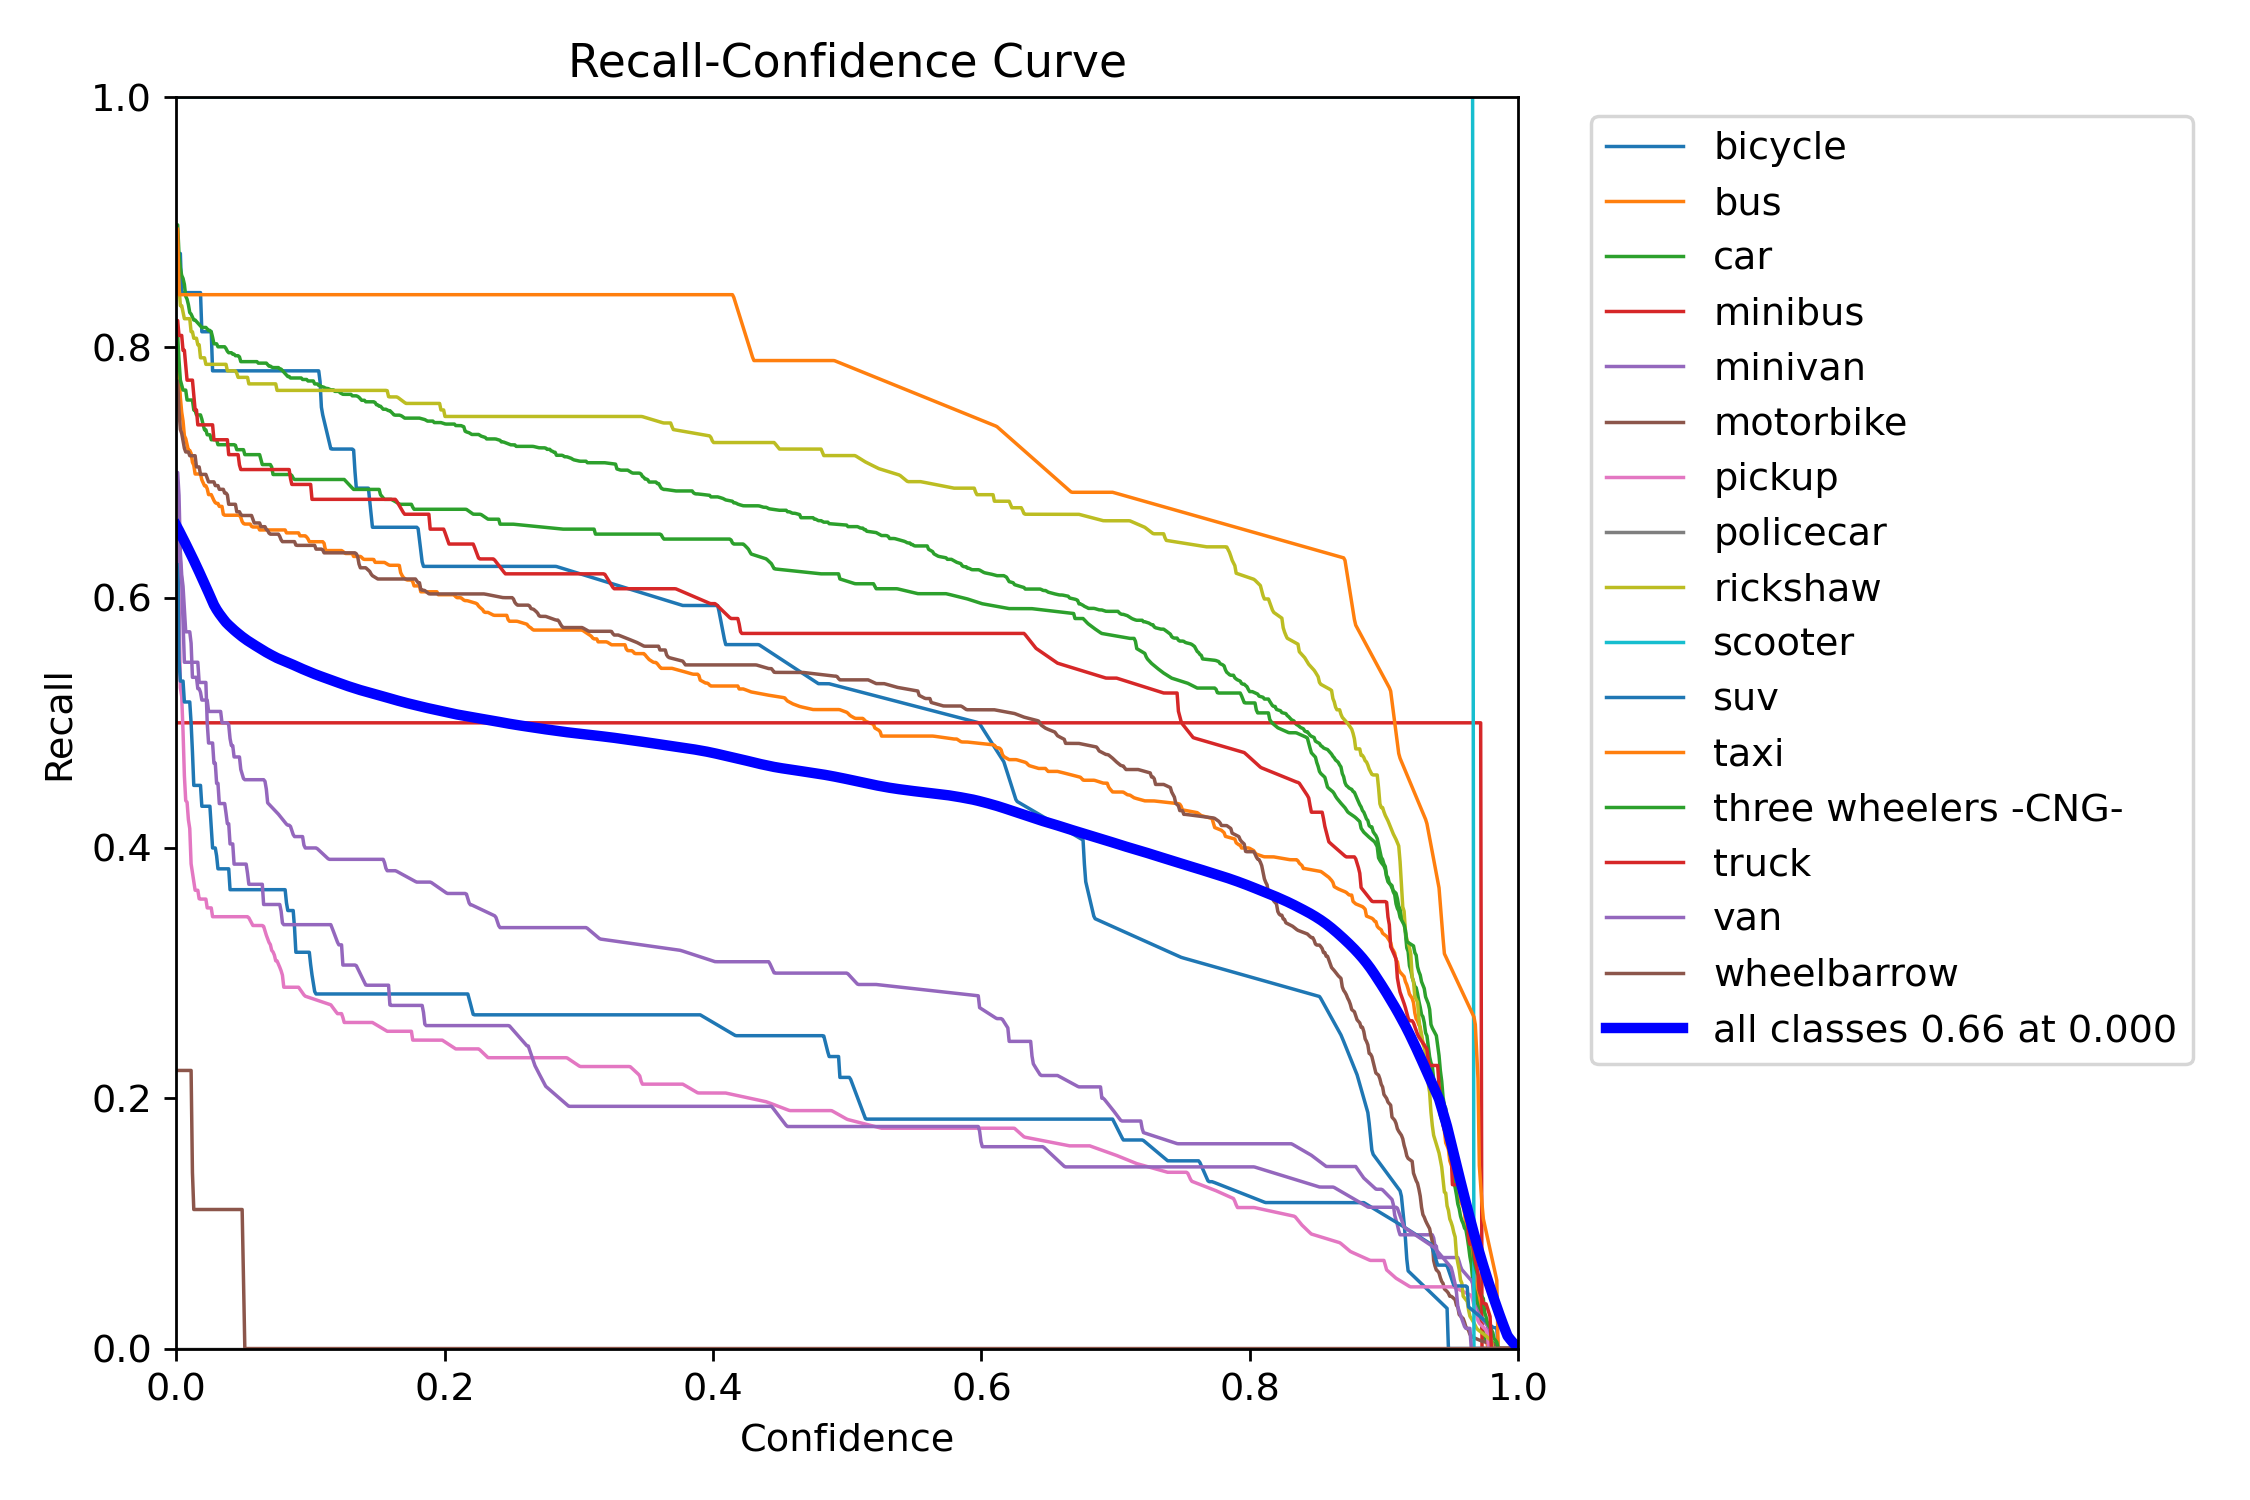 Recall-Confidence Curve
1.0
0.8
0.6
0.4
0.2
0.0
Recall
0.0 0.2 0.4 0.6 0.8 1.0
Confidence
bicycle
bus
car
minibus
minivan
motorbike
pickup
policecar
rickshaw
scooter
suv
taxi
three wheelers -CNG-
truck
van
wheelbarrow
all classes 0.66 at 0.000